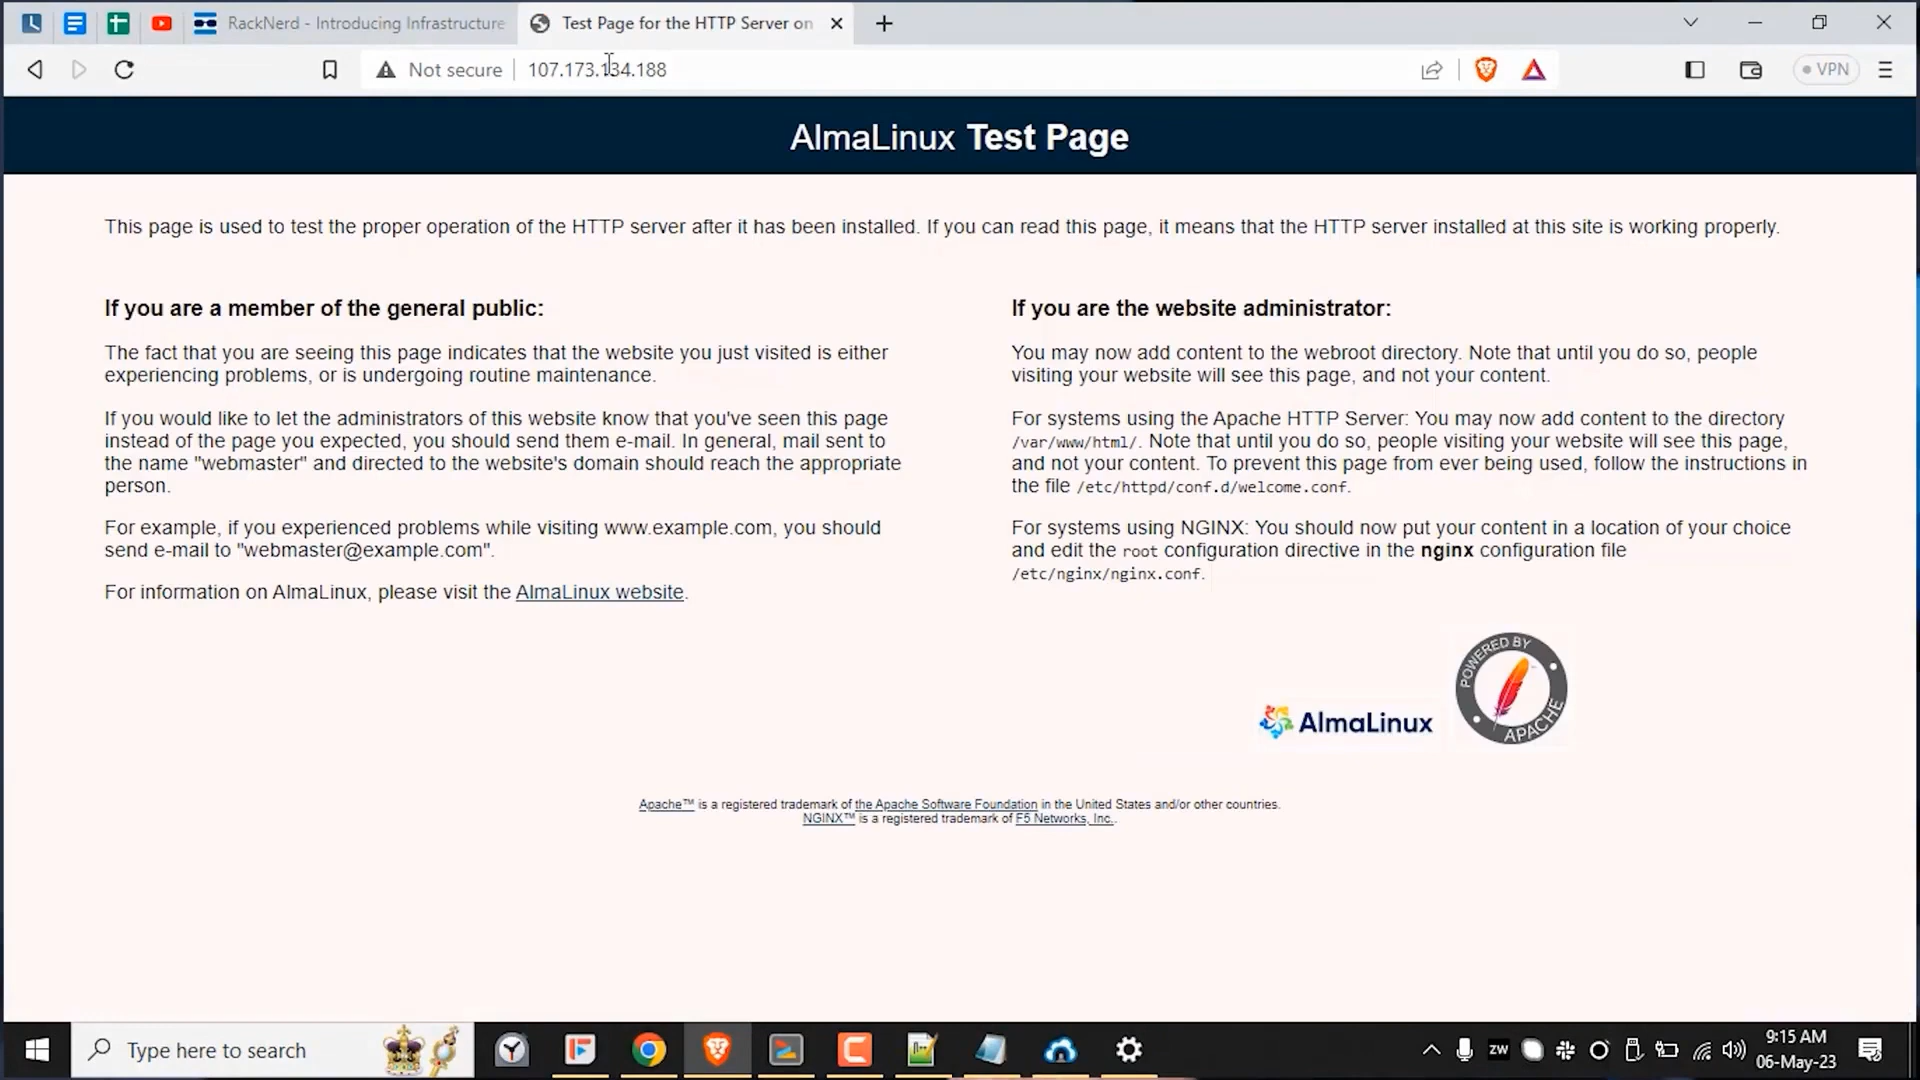 RackNerd - Introducing Infrastructure
Test Page for the HTTP Server on
Not secure
107.173.134.188
VPN
AlmaLinux Test Page
This page is used to test the proper operation of the HTTP server after it has been installed. If you can read this page, it means that the HTTP server installed at this site is working properly.
If you are a member of the general public:
The fact that you are seeing this page indicates that the website you just visited is either
experiencing problems, or is undergoing routine maintenance.
If you would like to let the administrators of this website know that you've seen this page
instead of the page you expected, you should send them e-mail. In general, mail sent to
the name "webmaster" and directed to the website's domain should reach the appropriate
person.
For example, if you experienced problems while visiting www.example.com, you should
send e-mail to "webmaster@example.com".
For information on AlmaLinux, please visit the AlmaLinux website.
If you are the website administrator:
You may now add content to the webroot directory. Note that until you do so, people
visiting your website will see this page, and not your content.
For systems using the Apache HTTP Server: You may now add content to the directory
/var/www/html/. Note that until you do so, people visiting your website will see this page,
and not your content. To prevent this page from ever being used, follow the instructions in
the file /etc/httpd/conf.d/welcome.conf.
For systems using NGINX: You should now put your content in a location of your choice
and edit the root configuration directive in the nginx configuration file
/etc/nginx/nginx.conf.
AlmaLinux
POWERED BY
APACHE
Apache™ is a registered trademark of the Apache Software Foundation in the United States and/or other countries.
NGINX™ is a registered trademark of F5 Networks, Inc..
Type here to search
ZW
9:15 AM
06-May-23